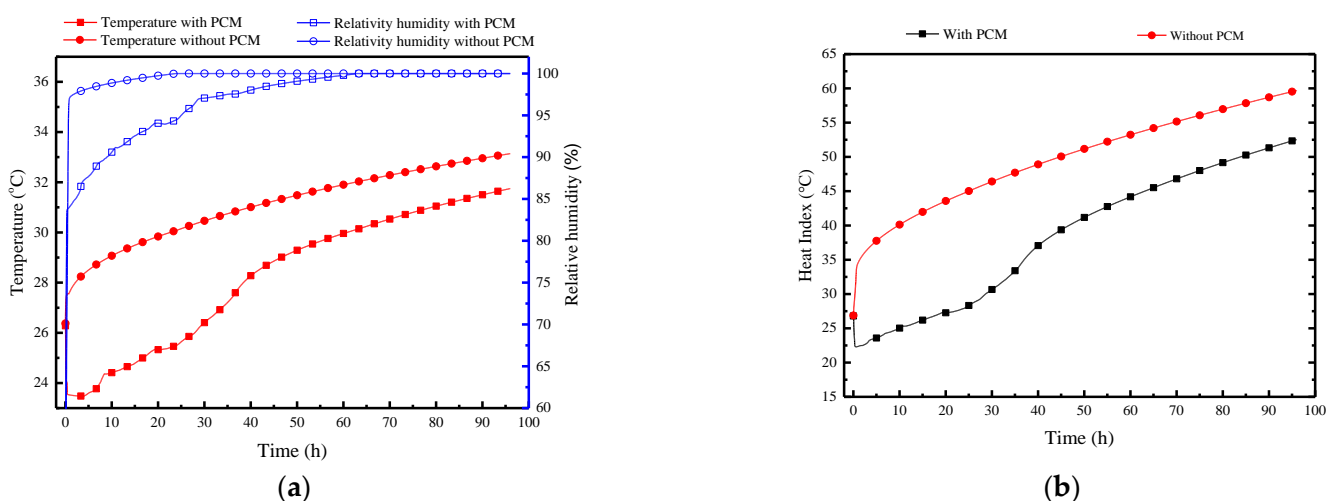 Temperature with PCM
Relativity humidity with PCM
Temperature without PCM
Relativity humidity without PCM
36
34
32
30
28
26
24
100
95
90
85
80
75
70
65
60
0 10 20 30 40 50 60 70 80 90 100
Temperature (°C)
Relative humidity (%)
Time (h)
(a)
With PCM
Without PCM
65
60
55
50
45
40
35
30
25
20
15
0 10 20 30 40 50 60 70 80 90 100
Heat Index (°C)
Time (h)
(b)